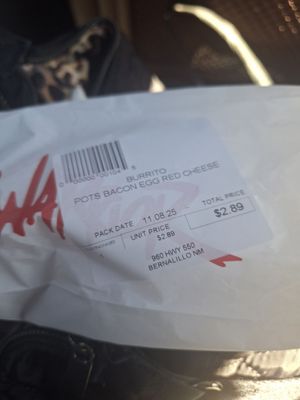 BURRITO
POTS BACON EGG RED CHEESE
PACK DATE 11.08.25 TOTAL PRICE
UNIT PRICE $2.89
$2.89
960 HWY 550
BERNALILLO NM